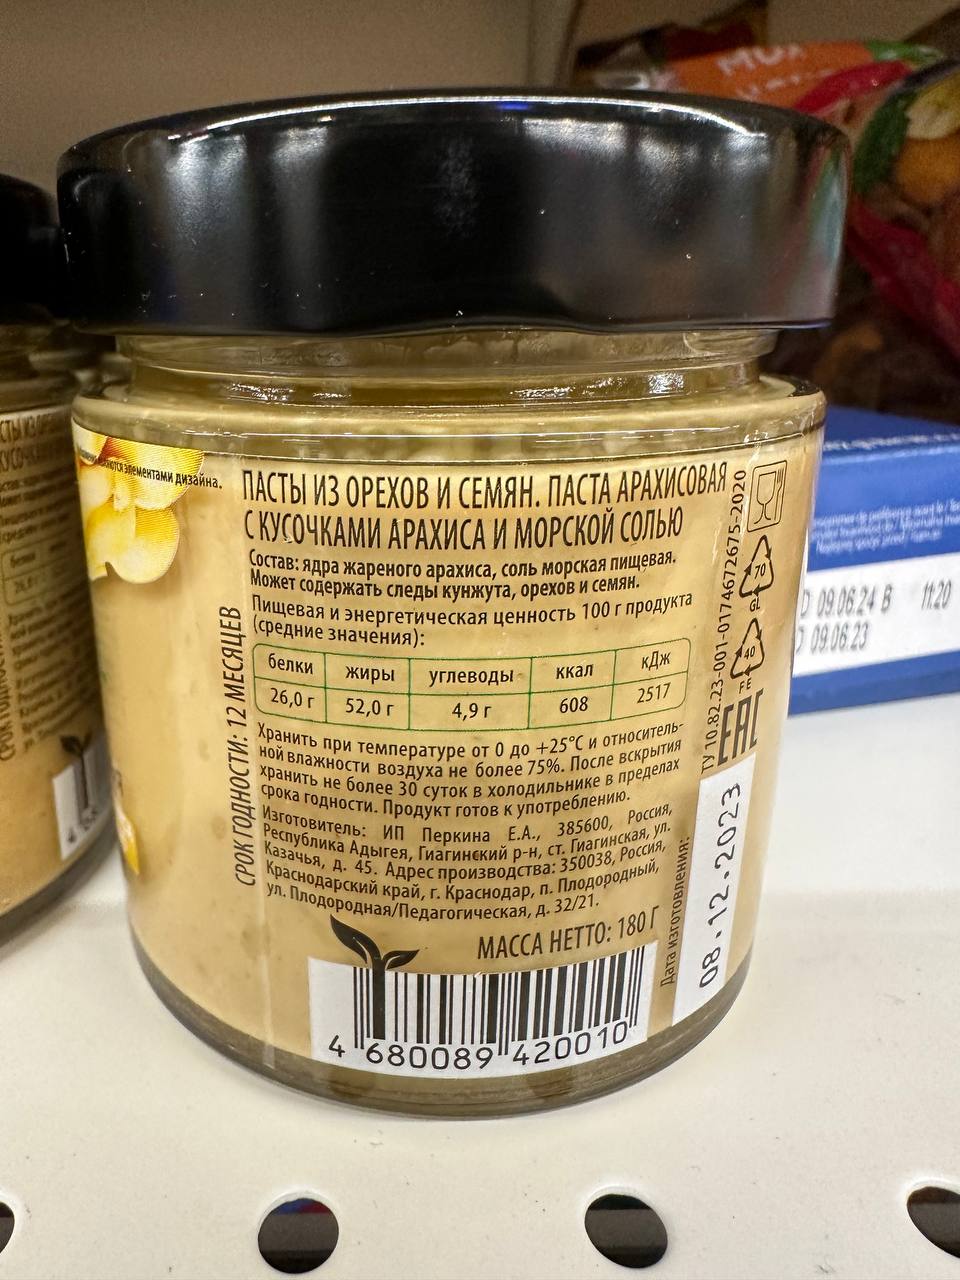 элементами дизайна.
ПАСТЫ ИЗ ОРЕХОВ И СЕМЯН. ПАСТА АРАХИСОВАЯ
С КУСОЧКАМИ АРАХИСА И МОРСКОЙ СОЛЬЮ
Состав: ядра жареного арахиса, соль морская пищевая.
Может содержать следы кунжута, орехов и семян.
Пищевая и энергетическая ценность 100 г продукта
(средние значения):
белки жиры углеводы ккал кДж
26,0 г 52,0 г 4,9 г 608 2517
Хранить при температуре от 0 до +25°С и относитель-
ной влажности воздуха не более 75%. После вскрытия
хранить не более 30 суток в холодильнике в пределах
срока годности. Продукт готов к употреблению.
Изготовитель: ИП Перкина Е.А., 385600, Россия,
Республика Адыгея, Гиагинский р-н, ст. Гиагинская, ул.
Казачья, д. 45. Адрес производства: 350038, Россия,
Краснодарский край, г. Краснодар, п. Плодородный,
ул. Плодородная/Педагогическая, д. 32/21.
МАССА НЕТТО: 180 Г
4 680089 420010
СРОК ГОДНОСТИ: 12 МЕСЯЦЕВ
ТУ 10.82.23-001-0174672675-2020
70
GL
40
FE
EAC
Дата изготовления:
08.12.2023
09.06.24 B 1120
09.06.23